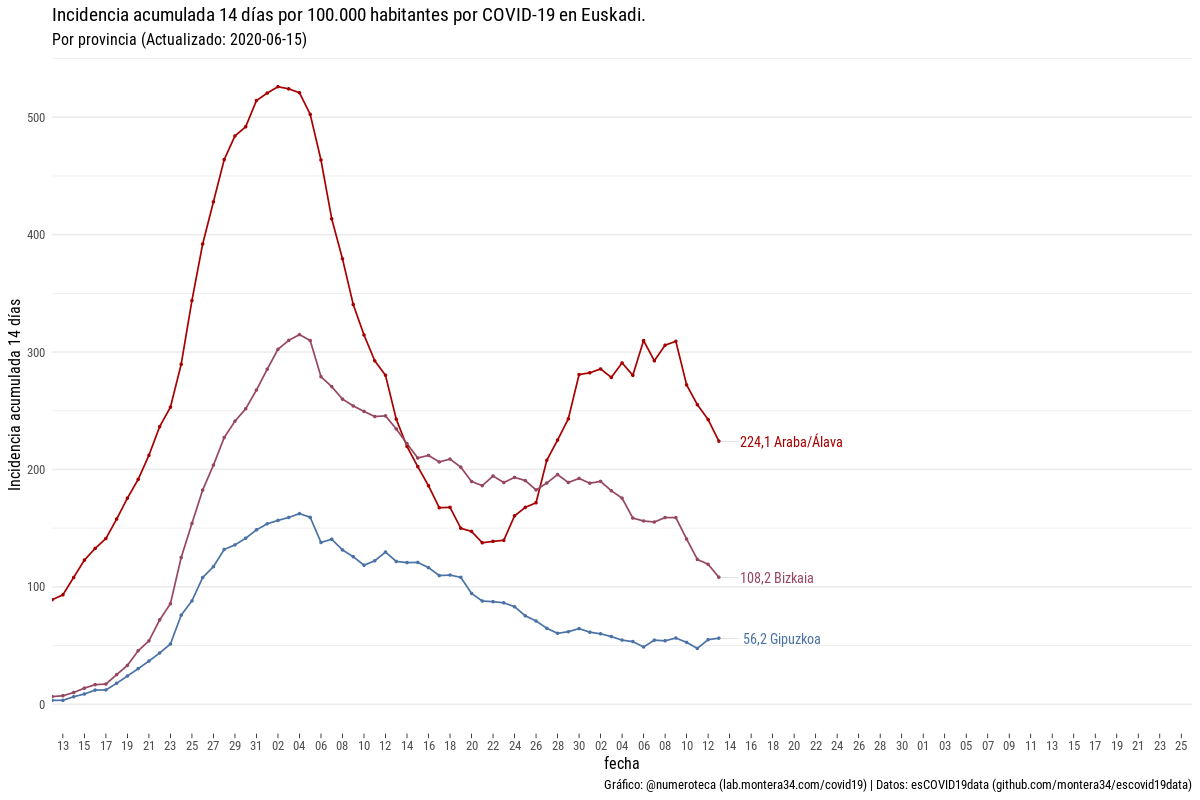 Incidencia acumulada 14 días por 100.000 habitantes por COVID-19 en Euskadi.
Por provincia (Actualizado: 2020-06-15)
Incidencia acumulada 14 días
500
400
300
200
100
0
224,1 Araba/Álava
108,2 Bizkaia
56,2 Gipuzkoa
13 15 17 19 21 23 25 27 29 31 02 04 06 08 10 12 14 16 18 20 22 24 26 28 30 02 04 06 08 10 12 14 16 18 20 22 24 26 28 30 01 03 05 07 09 11 13 15 17 19 21 23 25
fecha
Gráfico: @numeroteca (lab.montera34.com/covid19) | Datos: esCOVID19data (github.com/montera34/escovid19data)